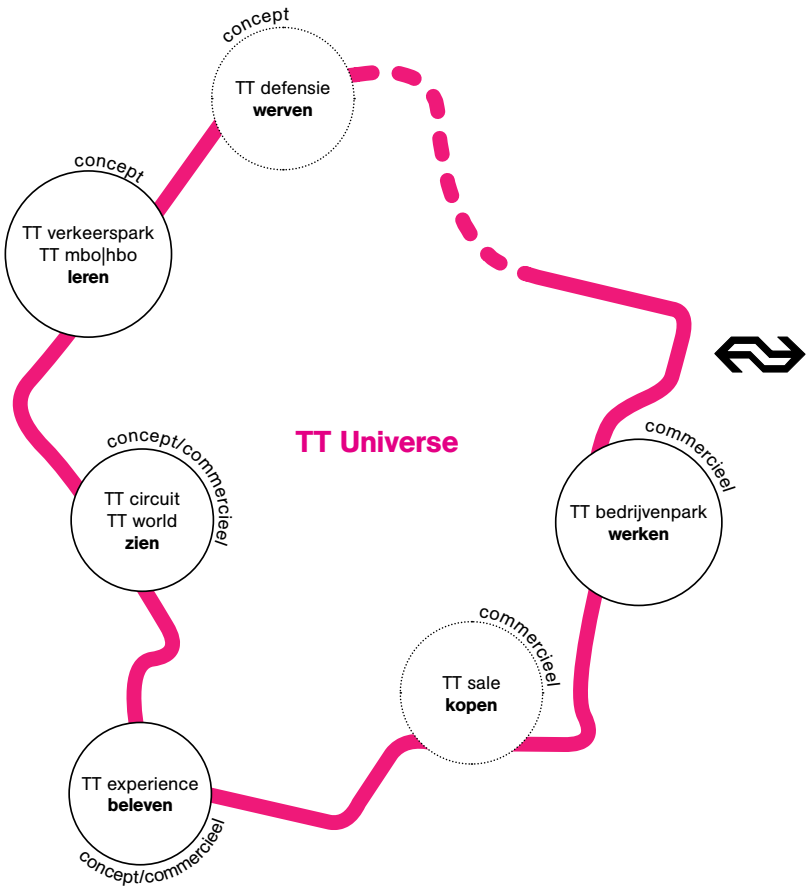 concept
TT defensie
werven
concept
TT verkeerspark
TT mbo|hbo
leren
TT Universe
concept/commercieel
TT circuit
TT world
zien
commercieel
TT bedrijvenpark
werken
commercieel
TT sale
kopen
TT experience
beleven
concept/commercieel